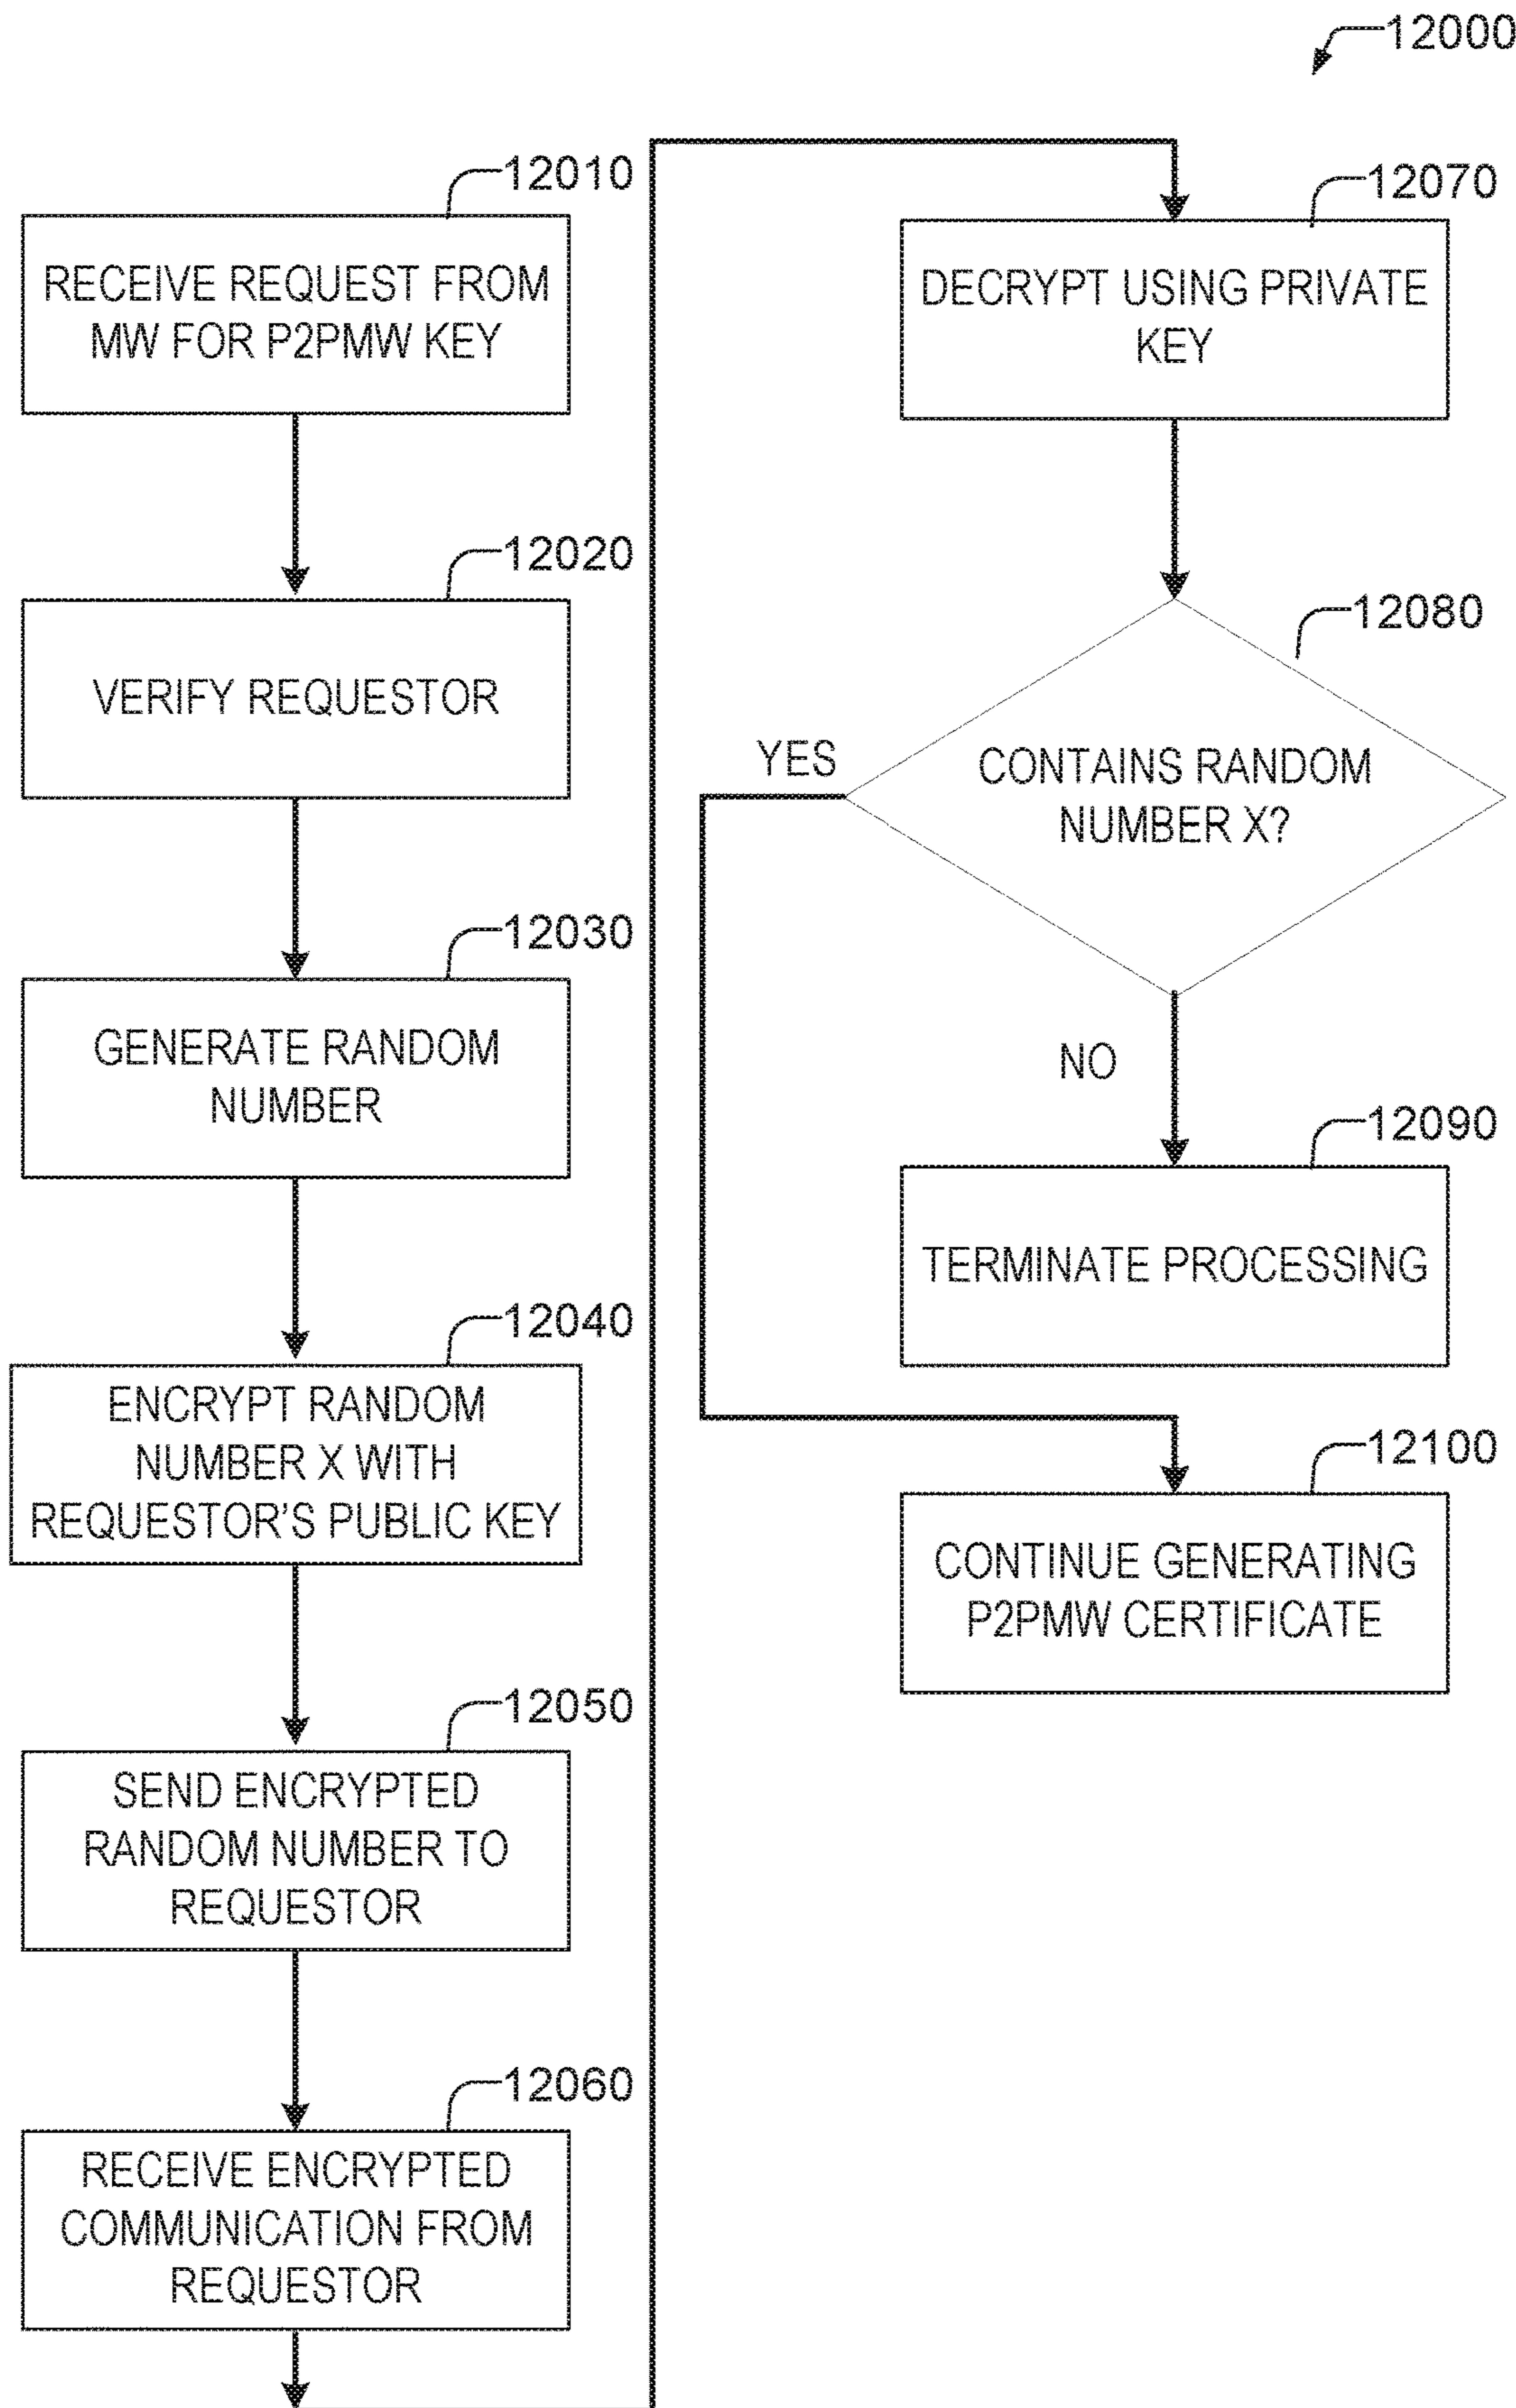 12000
12010
RECEIVE REQUEST FROM
MW FOR P2PMW KEY
12020
VERIFY REQUESTOR
12030
GENERATE RANDOM
NUMBER
12040
ENCRYPT RANDOM
NUMBER X WITH
REQUESTOR'S PUBLIC KEY
12050
SEND ENCRYPTED
RANDOM NUMBER TO
REQUESTOR
12060
RECEIVE ENCRYPTED
COMMUNICATION FROM
REQUESTOR
12070
DECRYPT USING PRIVATE
KEY
12080
CONTAINS RANDOM
NUMBER X?
YES
NO
12090
TERMINATE PROCESSING
12100
CONTINUE GENERATING
P2PMW CERTIFICATE